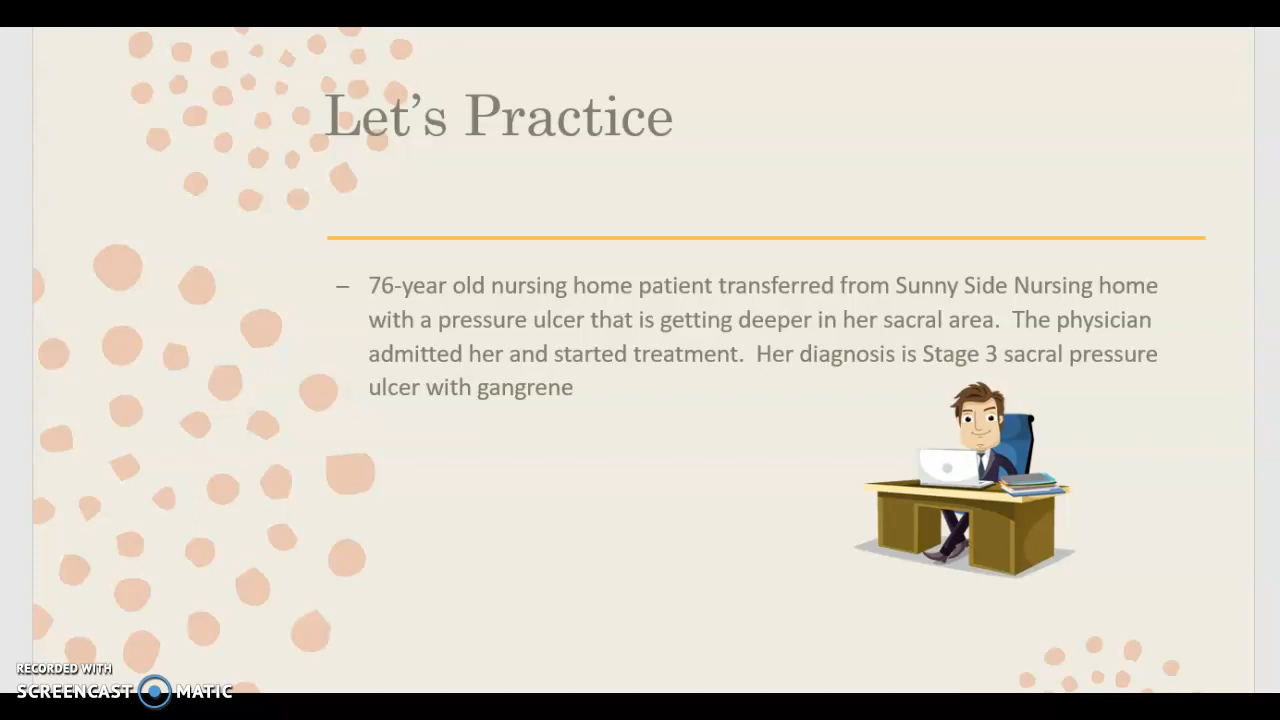 Let's Practice
– 76-year old nursing home patient transferred from Sunny Side Nursing home
with a pressure ulcer that is getting deeper in her sacral area.  The physician
admitted her and started treatment.  Her diagnosis is Stage 3 sacral pressure
ulcer with gangrene
RECORDED WITH
SCREENCAST MATIC